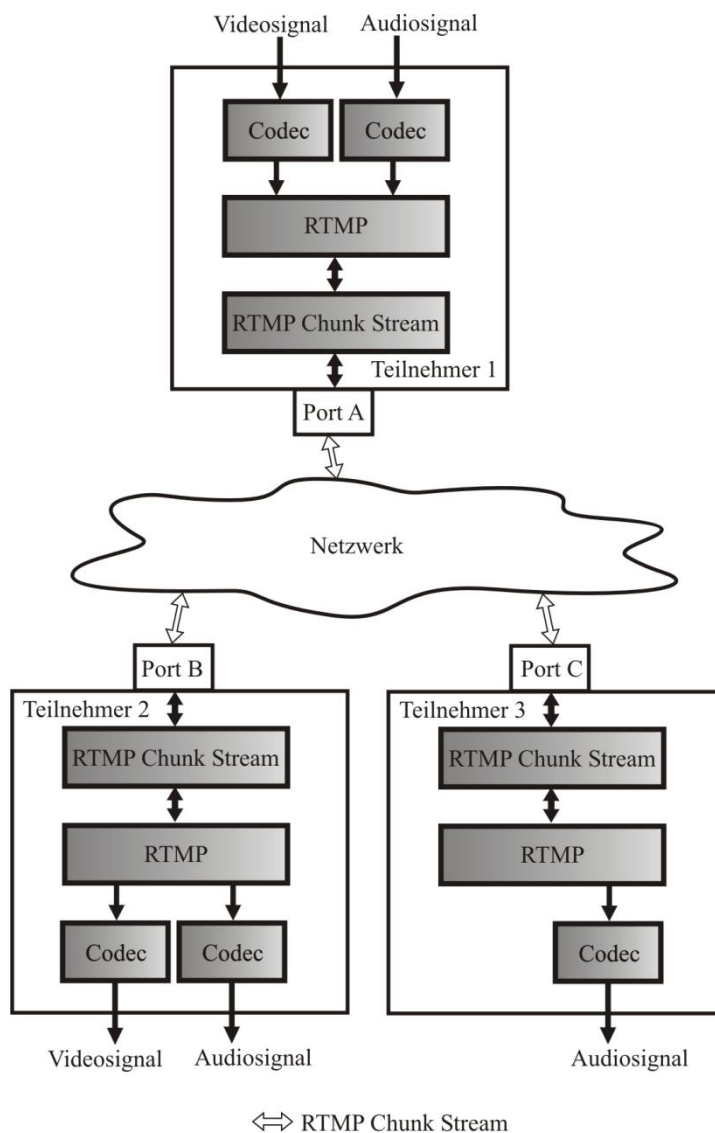 Videosignal Audiosignal
Codec Codec
RTMP
RTMP Chunk Stream
Teilnehmer 1
Port A
Netzwerk
Port B
Teilnehmer 2
RTMP Chunk Stream
RTMP
Codec Codec
Videosignal Audiosignal
Port C
Teilnehmer 3
RTMP Chunk Stream
RTMP
Codec
Audiosignal
RTMP Chunk Stream